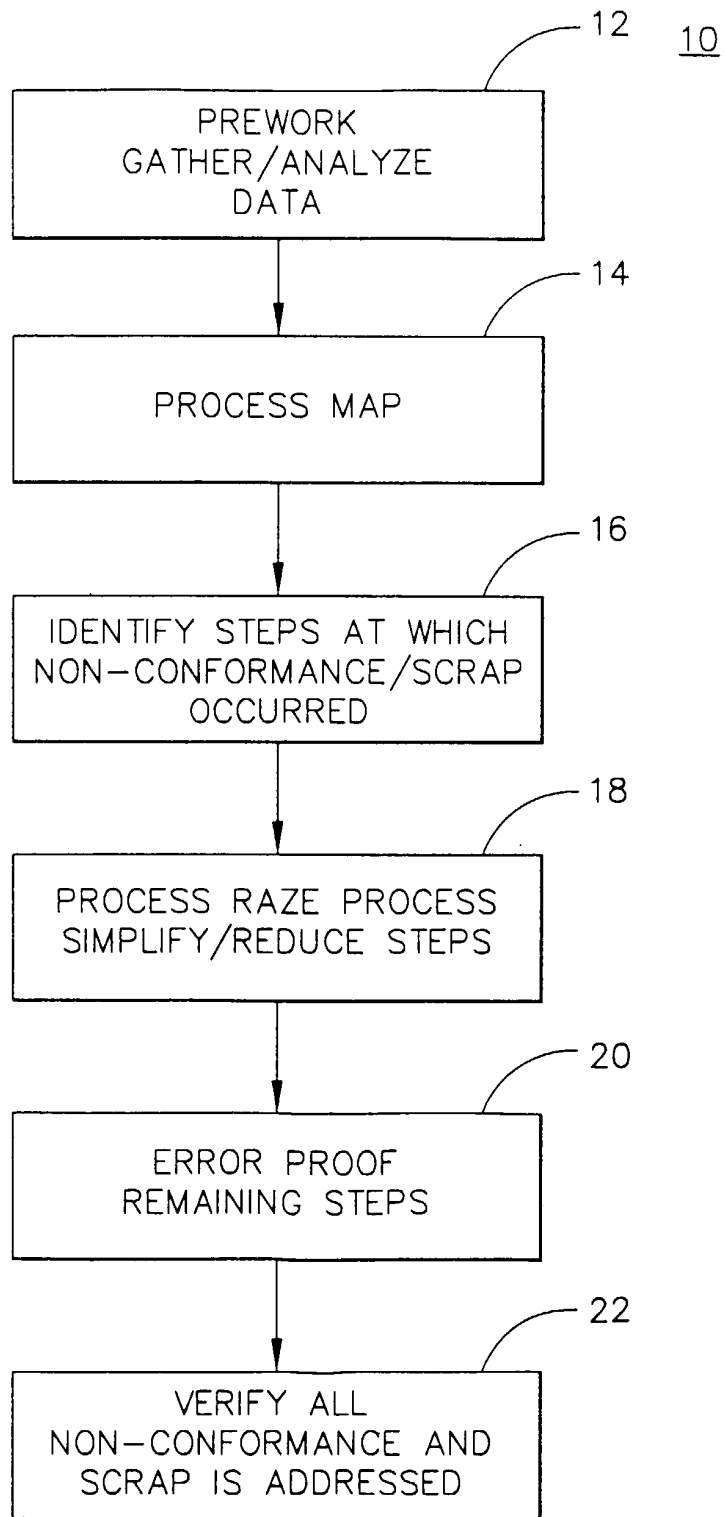 10
12
PREWORK
GATHER/ANALYZE
DATA
14
PROCESS MAP
16
IDENTIFY STEPS AT WHICH
NON-CONFORMANCE/SCRAP
OCCURRED
18
PROCESS RAZE PROCESS
SIMPLIFY/REDUCE STEPS
20
ERROR PROOF
REMAINING STEPS
22
VERIFY ALL
NON-CONFORMANCE AND
SCRAP IS ADDRESSED